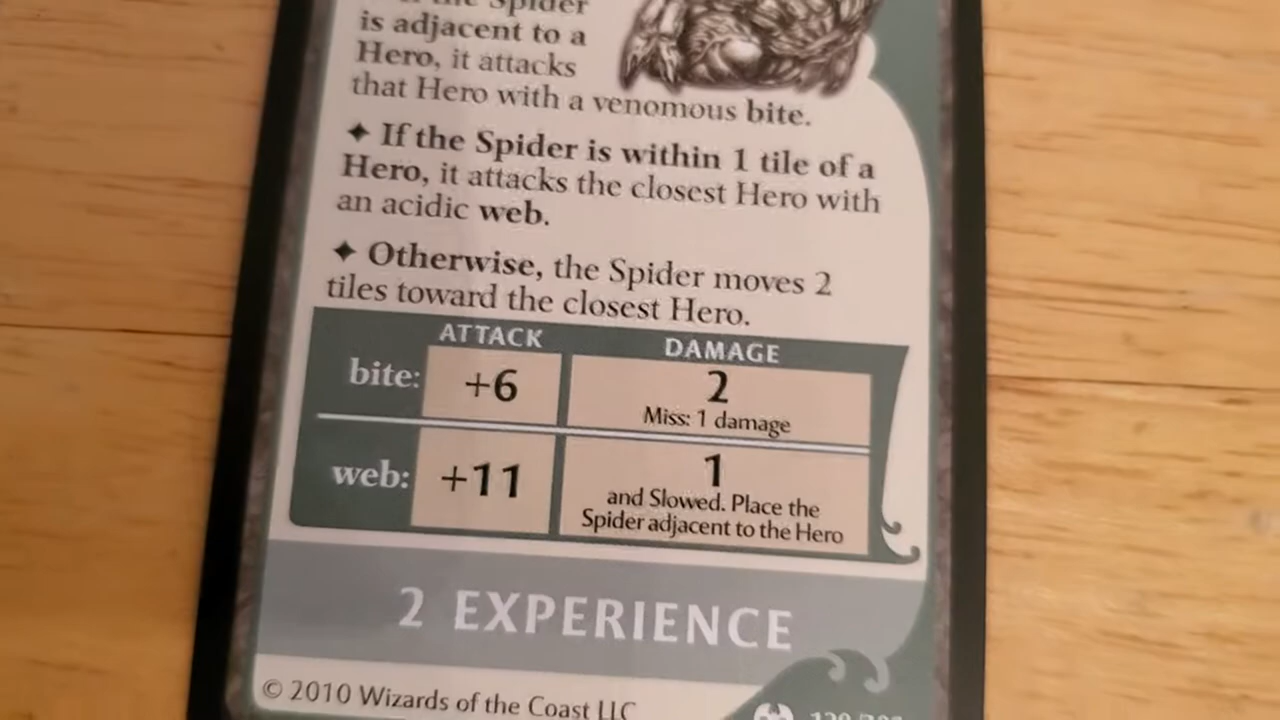 the Spider
is adjacent to a
Hero, it attacks
that Hero with a venomous bite.
✦ If the Spider is within 1 tile of a
Hero, it attacks the closest Hero with
an acidic web.
✦ Otherwise, the Spider moves 2
tiles toward the closest Hero.
ATTACK DAMAGE
bite: +6 2
Miss: 1 damage
web: +11 1
and Slowed. Place the
Spider adjacent to the Hero
2 EXPERIENCE
© 2010 Wizards of the Coast LLC